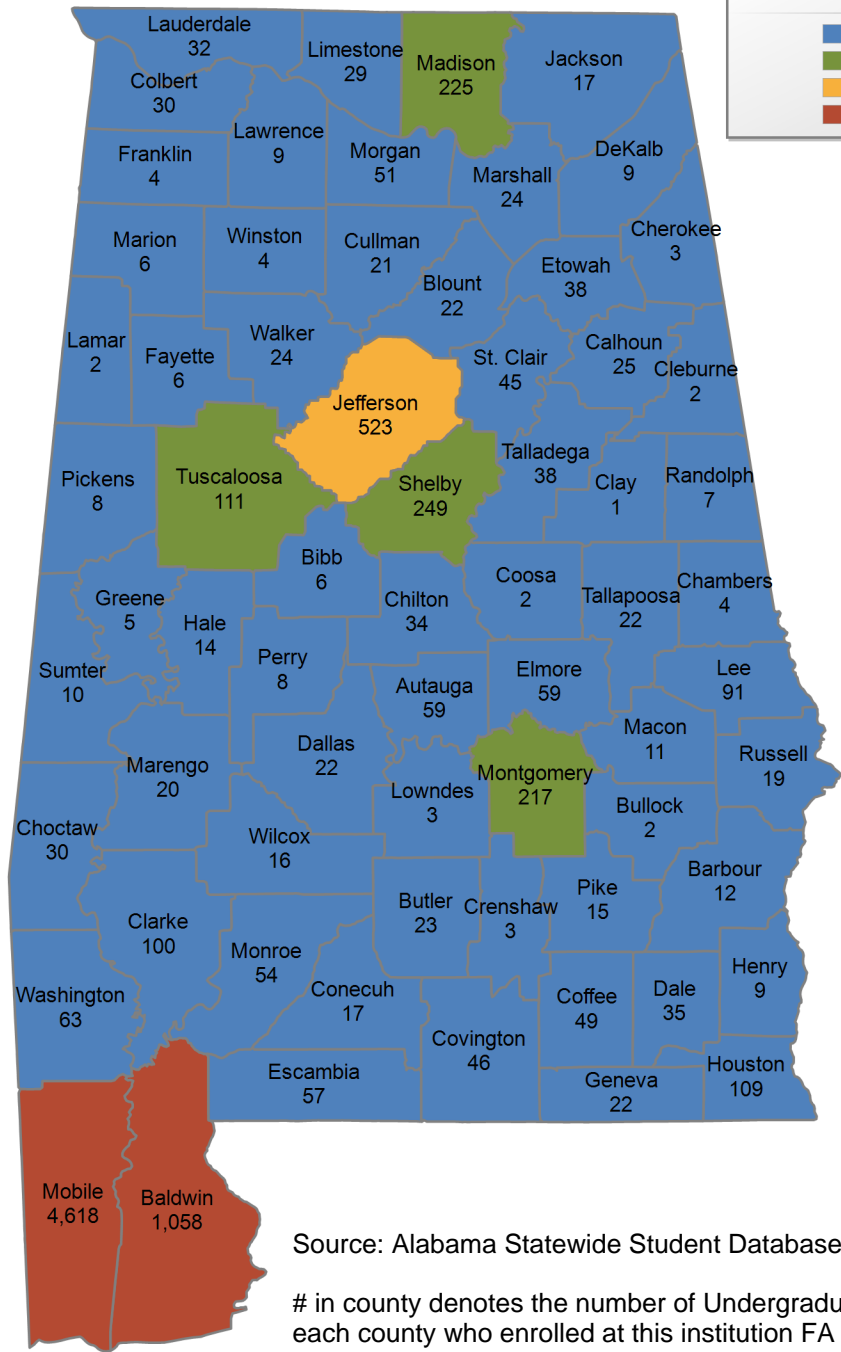 Lauderdale
32
Limestone
29
Madison
225
Jackson
17
Colbert
30
Lawrence
9
Franklin
4
Morgan
51
DeKalb
9
Marshall
24
Cherokee
3
Marion
6
Winston
4
Cullman
21
Etowah
38
Blount
22
Lamar
2
Fayette
6
Walker
24
St. Clair
45
Calhoun
25
Cleburne
2
Jefferson
523
Talladega
38
Pickens
8
Tuscaloosa
111
Shelby
249
Clay
1
Randolph
7
Bibb
6
Greene
5
Hale
14
Chilton
34
Coosa
2
Tallapoosa
22
Chambers
4
Sumter
10
Perry
8
Autauga
59
Elmore
59
Lee
91
Marengo
20
Dallas
22
Macon
11
Russell
19
Lowndes
3
Montgomery
217
Bullock
2
Choctaw
30
Wilcox
16
Barbour
12
Clarke
100
Butler
23
Crenshaw
3
Pike
15
Monroe
54
Henry
9
Washington
63
Conecuh
17
Coffee
49
Dale
35
Covington
46
Escambia
57
Geneva
22
Houston
109
Mobile
4,618
Baldwin
1,058
Source: Alabama Statewide Student Database
# in county denotes the number of Undergradu
each county who enrolled at this institution FA